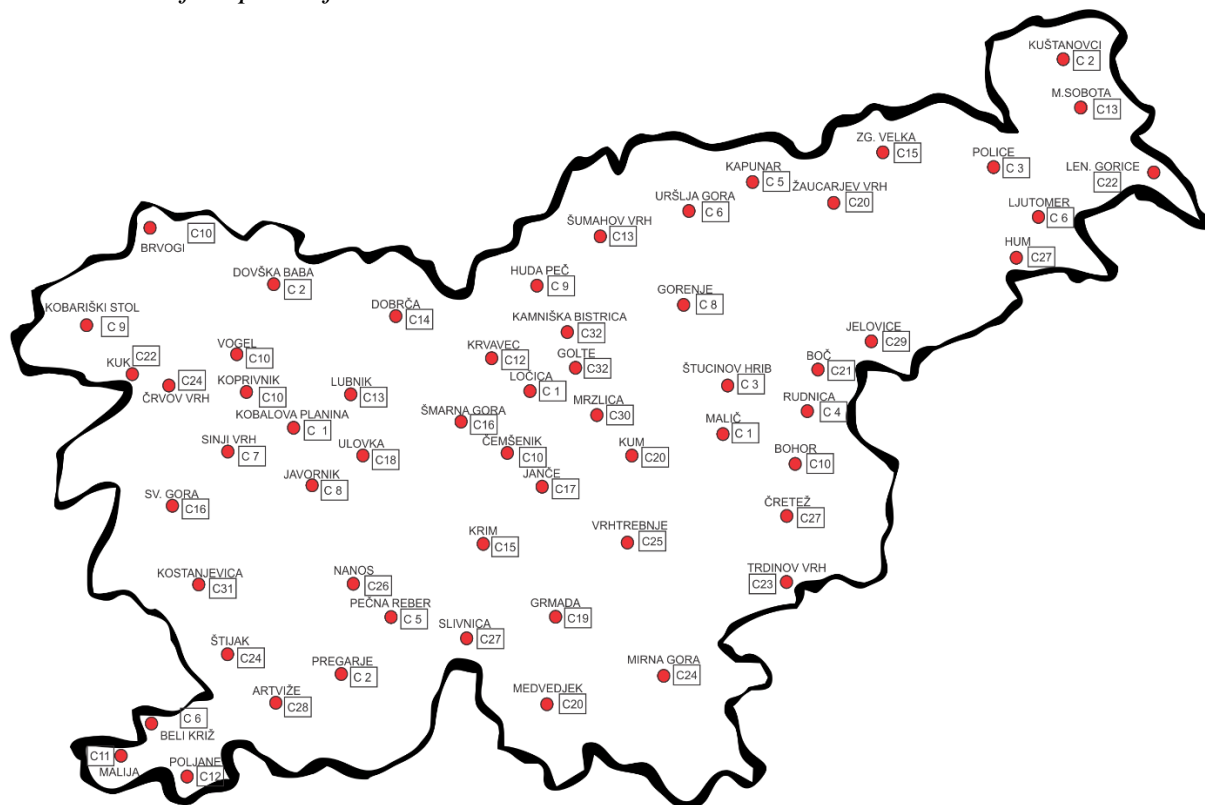 KUŠTANOVCI
C 2
M.SOBOTA
C13
ZG. VELKA
C15
POLICE
C 3
LEN. GORICE
C22
KAPUNAR
C 5
ŽAUCARJEV VRH
C20
URŠLJA GORA
C 6
LJUTOMER
C 6
ŠUMAHOV VRH
C13
HUM
C27
BRVOGI
C10
DOVŠKA BABA
C 2
HUDA PEČ
C 9
GORENJE
C 8
DOBRČA
C14
KOBARIŠKI STOL
C 9
KAMNIŠKA BISTRICA
C32
JELOVICE
C29
VOGEL
C10
KRVAVEC
C12
GOLTE
C32
KUK
C22
C24
ČRVOV VRH
BOČ
C21
ŠTUCINOV HRIB
C 3
KOPRIVNIK
C10
LUBNIK
C13
LOČICA
C 1
MRZLICA
C30
RUDNICA
C 4
KOBALOVA PLANINA
C 1
ŠMARNA GORA
C16
MALIČ
C 1
SINJI VRH
C 7
ULOVKA
C18
ČEMŠENIK
C10
KUM
C20
BOHOR
C10
JAVORNIK
C 8
JANČE
C17
SV. GORA
C16
ČRETEŽ
C27
KRIM
C15
VRHTREBNJE
C25
KOSTANJEVICA
C31
NANOS
C26
TRDINOV VRH
C23
PEČNA REBER
C 5
GRMADA
C19
SLIVNICA
C27
ŠTIJAK
C24
PREGARJE
C 2
MIRNA GORA
C24
ARTVIŽE
C28
MEDVEDJEK
C20
C 6
BELI KRIŽ
C11
MALIJA
POLJANE
C12